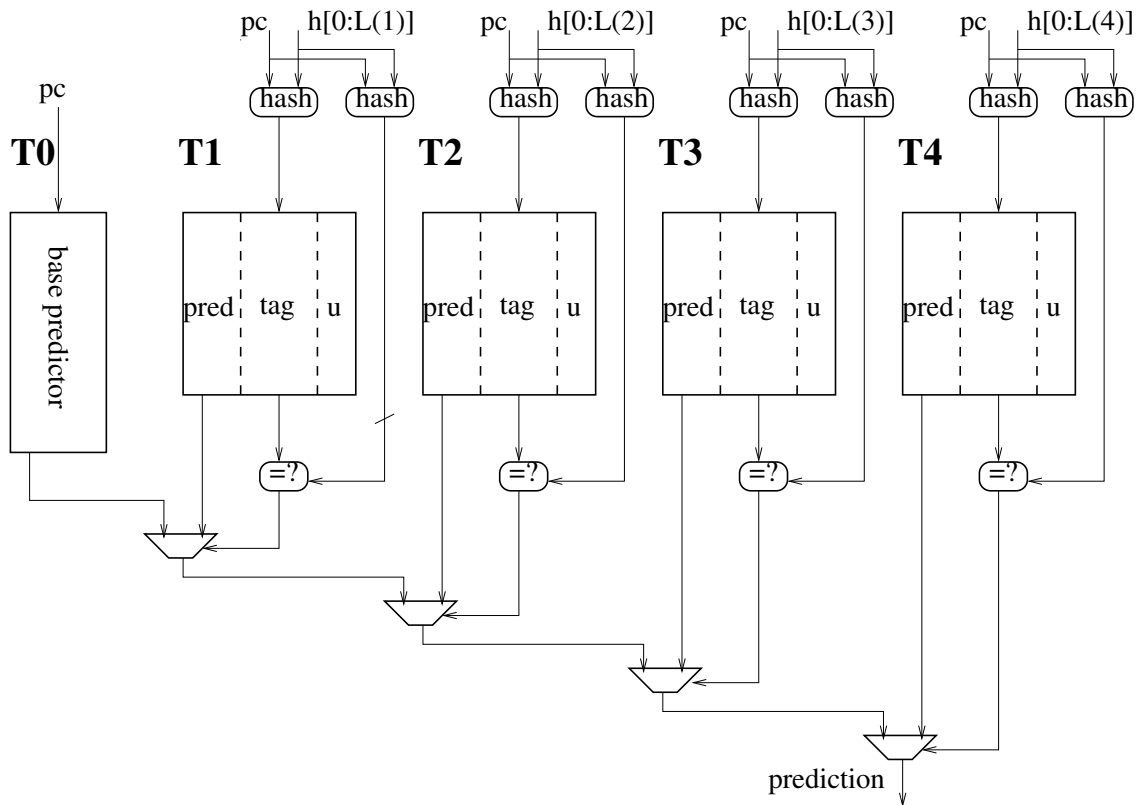 pc h[0:L(1)] pc h[0:L(2)] pc h[0:L(3)] pc h[0:L(4)]
hash hash hash hash hash hash hash hash
pc
T0 T1 T2 T3 T4
base predictor
pred tag u pred tag u pred tag u pred tag u
=? =? =? =?
prediction